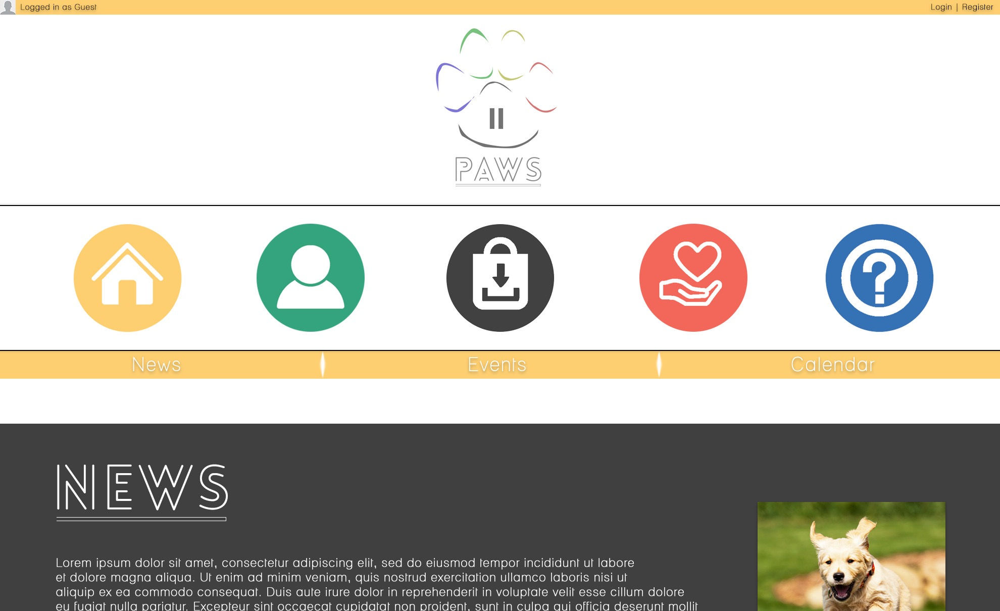 Logged in as Guest
Login | Register
II
PAWS
News
Events
Calendar
NEWS
Lorem ipsum dolor sit amet, consectetur adipiscing elit, sed do eiusmod tempor incididunt ut labore
et dolore magna aliqua. Ut enim ad minim veniam, quis nostrud exercitation ullamco laboris nisi ut
aliquip ex ea commodo consequat. Duis aute irure dolor in reprehenderit in voluptate velit esse cillum dolore
eu fugiat nulla pariatur. Excepteur sint occaecat cupidatat non proident, sunt in culpa qui officia deserunt mollit